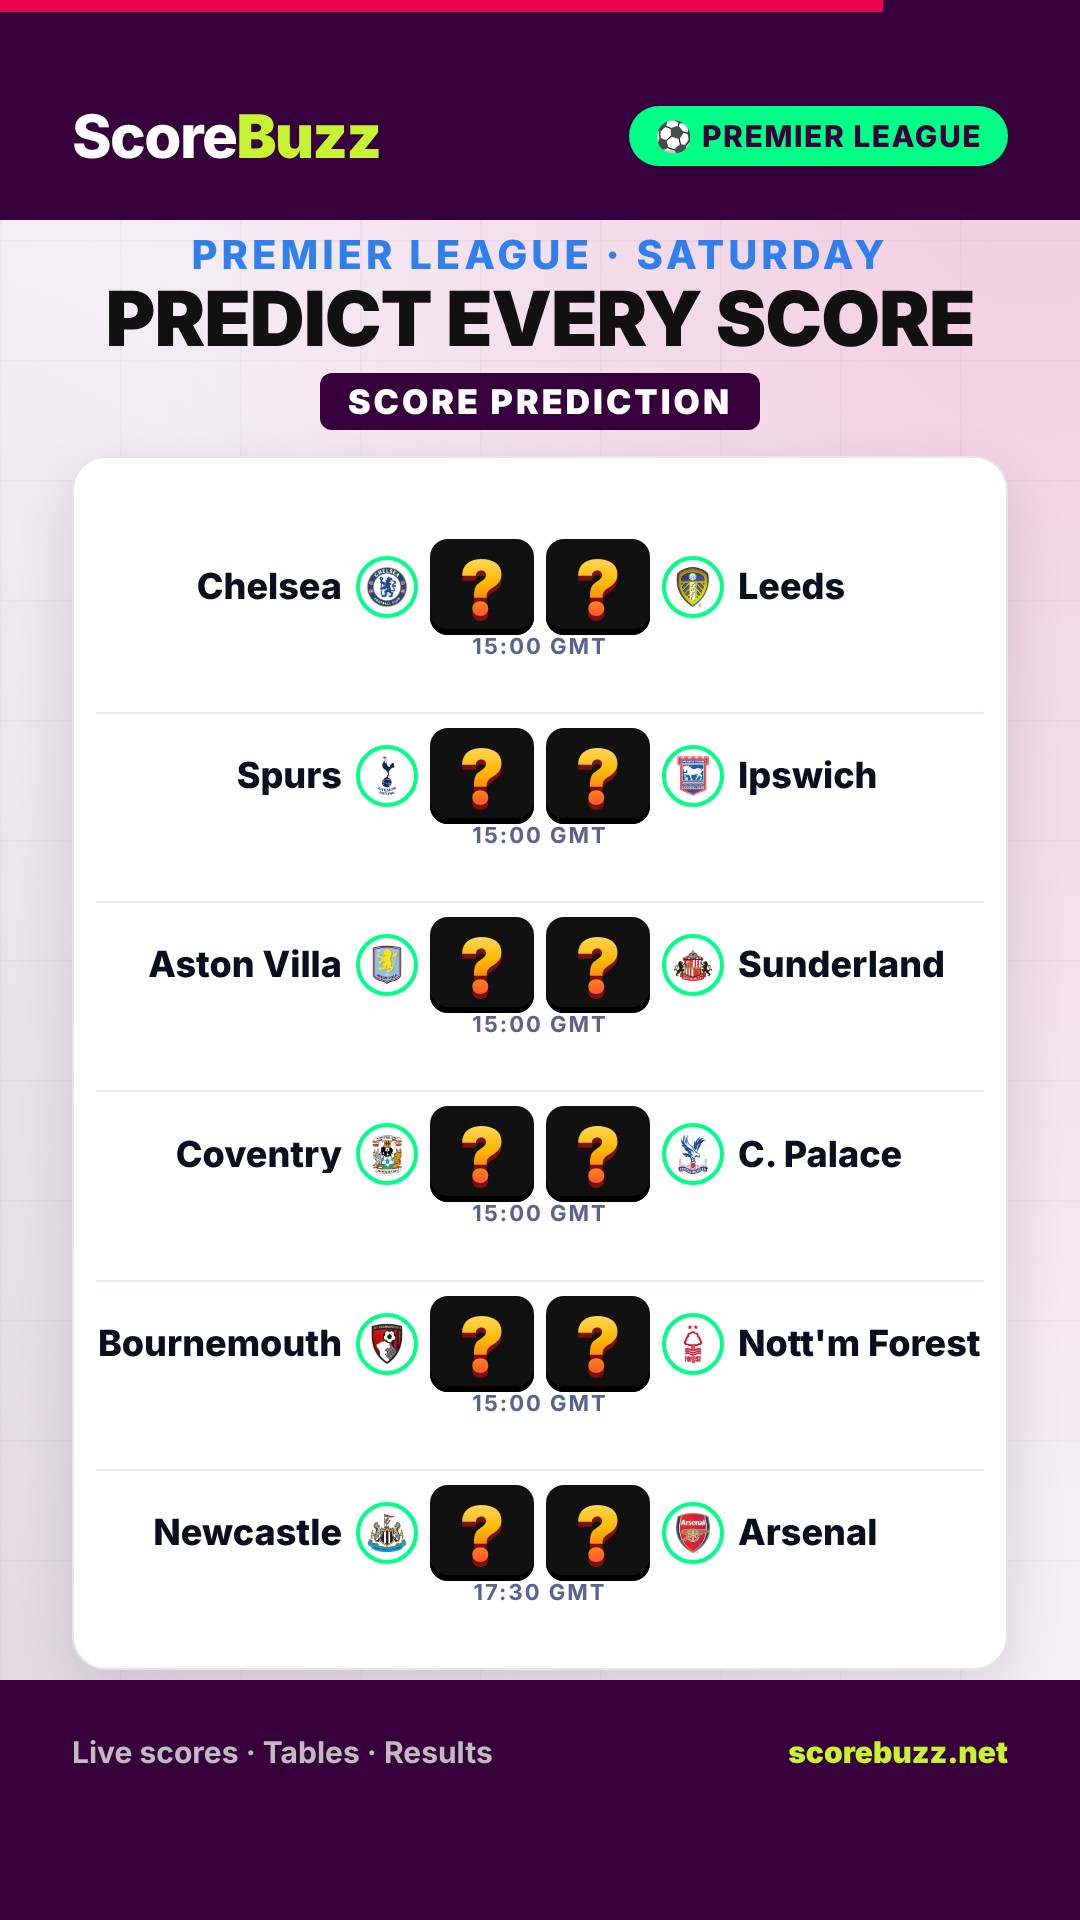 ScoreBuzz
⚽ PREMIER LEAGUE
PREMIER LEAGUE · SATURDAY
PREDICT EVERY SCORE
SCORE PREDICTION
Chelsea ? ? Leeds
15:00 GMT
Spurs ? ? Ipswich
15:00 GMT
Aston Villa ? ? Sunderland
15:00 GMT
Coventry ? ? C. Palace
15:00 GMT
Bournemouth ? ? Nott'm Forest
15:00 GMT
Newcastle ? ? Arsenal
17:30 GMT
Live scores · Tables · Results
scorebuzz.net